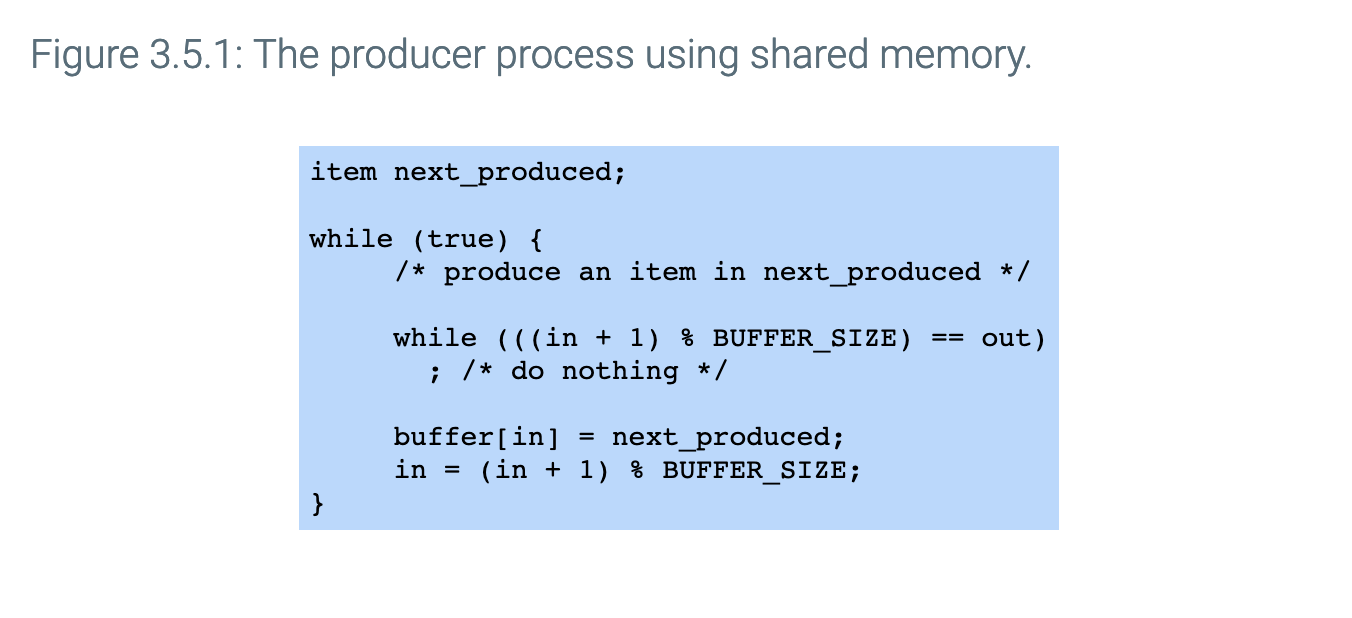 Figure 3.5.1: The producer process using shared memory.
item next_produced;
while (true) {
/* produce an item in next_produced */
while (((in + 1) % BUFFER_SIZE) == out)
; /* do nothing */
buffer[in] = next_produced;
in = (in + 1) % BUFFER_SIZE;
}